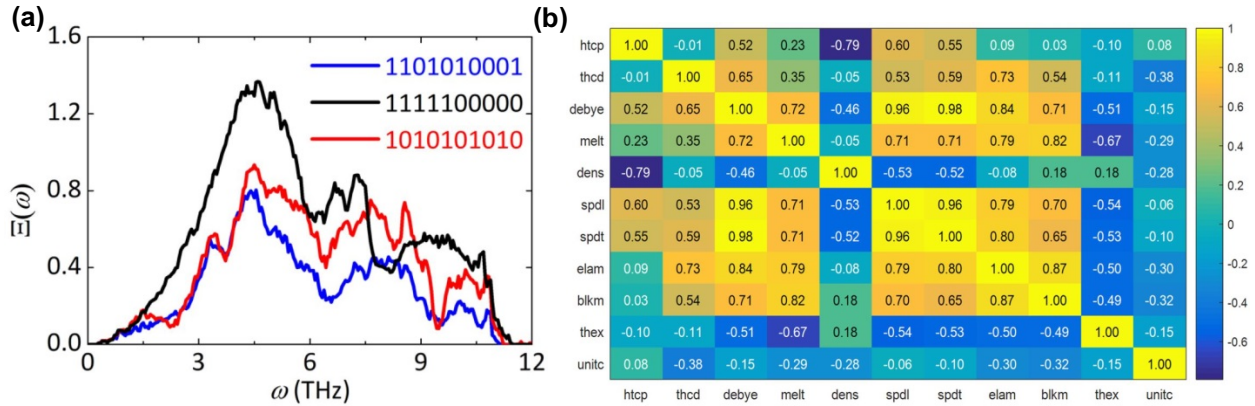 (a)
1.6
1.2
0.8
0.4
0.0
Ξ(ω)
1101010001
1111100000
1010101010
0 3 6 9 12
ω (THz)
(b)
htcp 1.00 -0.01 0.52 0.23 -0.79 0.60 0.55 0.09 0.03 -0.10 0.08
thcd -0.01 1.00 0.65 0.35 -0.05 0.53 0.59 0.73 0.54 -0.11 -0.38
debye 0.52 0.65 1.00 0.72 -0.46 0.96 0.98 0.84 0.71 -0.51 -0.15
melt 0.23 0.35 0.72 1.00 -0.05 0.71 0.71 0.79 0.82 -0.67 -0.29
dens -0.79 -0.05 -0.46 -0.05 1.00 -0.53 -0.52 -0.08 0.18 0.18 -0.28
spdl 0.60 0.53 0.96 0.71 -0.53 1.00 0.96 0.79 0.70 -0.54 -0.06
spdt 0.55 0.59 0.98 0.71 -0.52 0.96 1.00 0.80 0.65 -0.53 -0.10
elam 0.09 0.73 0.84 0.79 -0.08 0.79 0.80 1.00 0.87 -0.50 -0.30
blkm 0.03 0.54 0.71 0.82 0.18 0.70 0.65 0.87 1.00 -0.49 -0.32
thex -0.10 -0.11 -0.51 -0.67 0.18 -0.54 -0.53 -0.50 -0.49 1.00 -0.15
unitc 0.08 -0.38 -0.15 -0.29 -0.28 -0.06 -0.10 -0.30 -0.32 -0.15 1.00
htcp thcd debye melt dens spdl spdt elam blkm thex unitc
1
0.8
0.6
0.4
0.2
0
-0.2
-0.4
-0.6